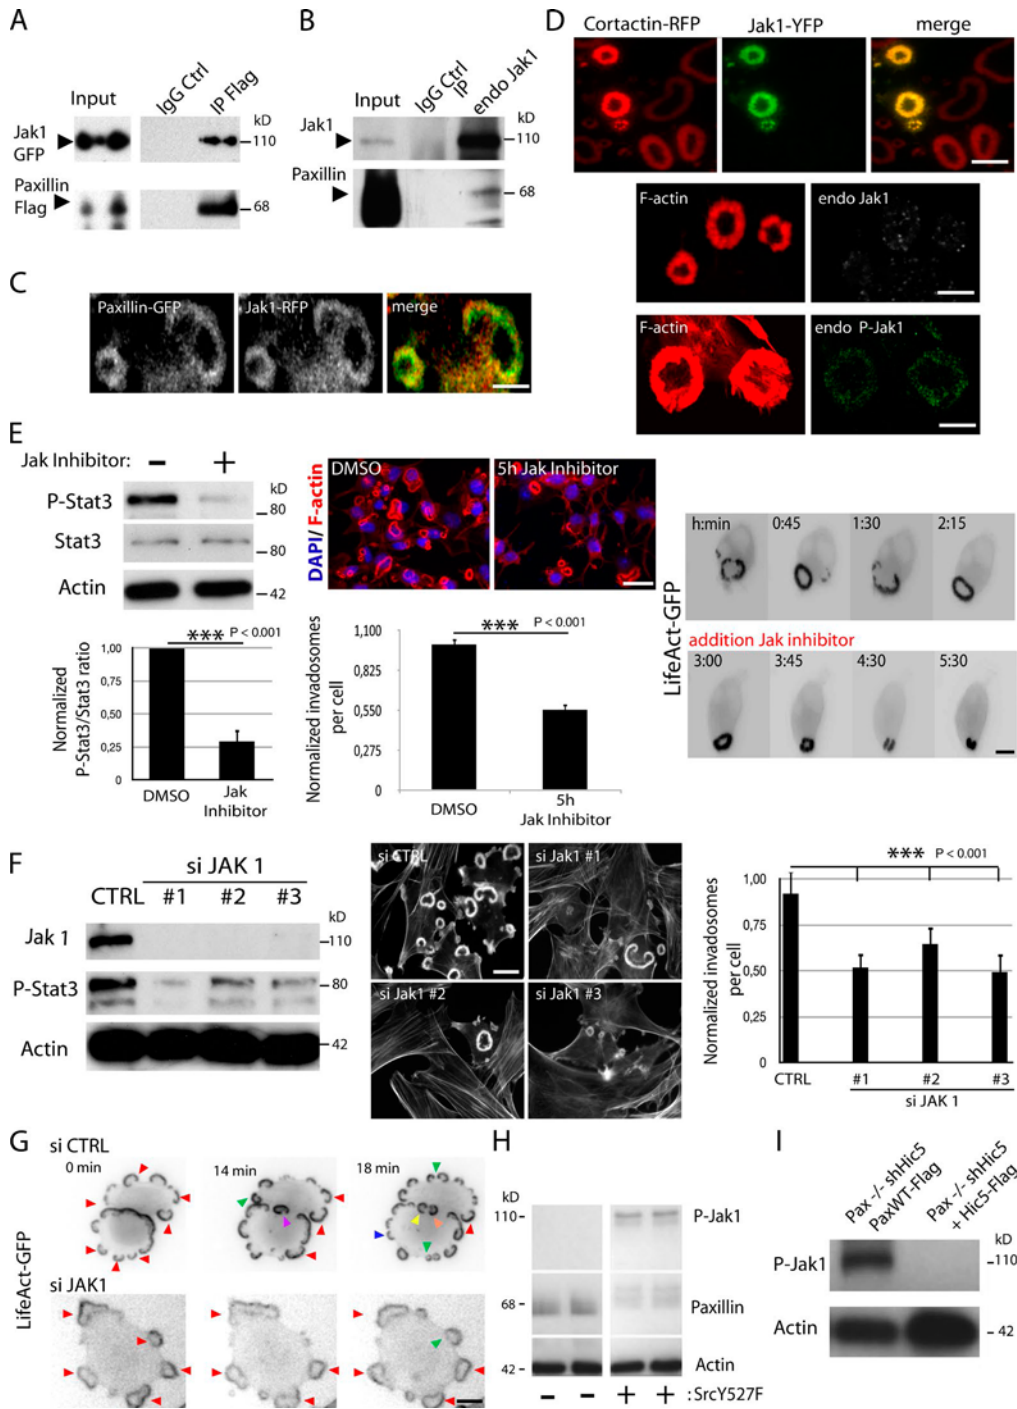 A
Input
IgG Ctrl
IP Flag
kD
Jak1
GFP
110
Paxillin
Flag
68
B
Input
IgG Ctrl
IP
endo Jak1
kD
Jak1
110
Paxillin
68
C
Paxillin-GFP
Jak1-RFP
merge
D
Cortactin-RFP
Jak1-YFP
merge
F-actin
endo Jak1
F-actin
endo P-Jak1
E
Jak Inhibitor: − +
kD
P-Stat3
80
Stat3
80
Actin
42
*** P < 0.001
1,00
0,75
0,50
0,25
0
Normalized
P-Stat3/Stat3 ratio
DMSO
Jak
Inhibitor
DAPI/ F-actin
DMSO
5h Jak Inhibitor
*** P < 0.001
1,100
0,825
0,550
0,275
0
Normalized invadosomes
per cell
DMSO
5h
Jak Inhibitor
LifeAct-GFP
h:min
0:45
1:30
2:15
addition Jak inhibitor
3:00
3:45
4:30
5:30
F
si JAK 1
CTRL #1 #2 #3
kD
Jak 1
110
P-Stat3
80
Actin
42
si CTRL
si Jak1 #1
si Jak1 #2
si Jak1 #3
*** P < 0.001
1,00
0,75
0,50
0,25
0
Normalized invadosomes
per cell
CTRL #1 #2 #3
si JAK 1
G
si CTRL
0 min
14 min
18 min
si JAK1
LifeAct-GFP
H
kD
110
P-Jak1
68
Paxillin
42
Actin
− − + + : SrcY527F
I
Pax -/- shHic5
PaxWT-Flag
Pax -/- shHic5
+ Hic5-Flag
kD
P-Jak1
110
Actin
42